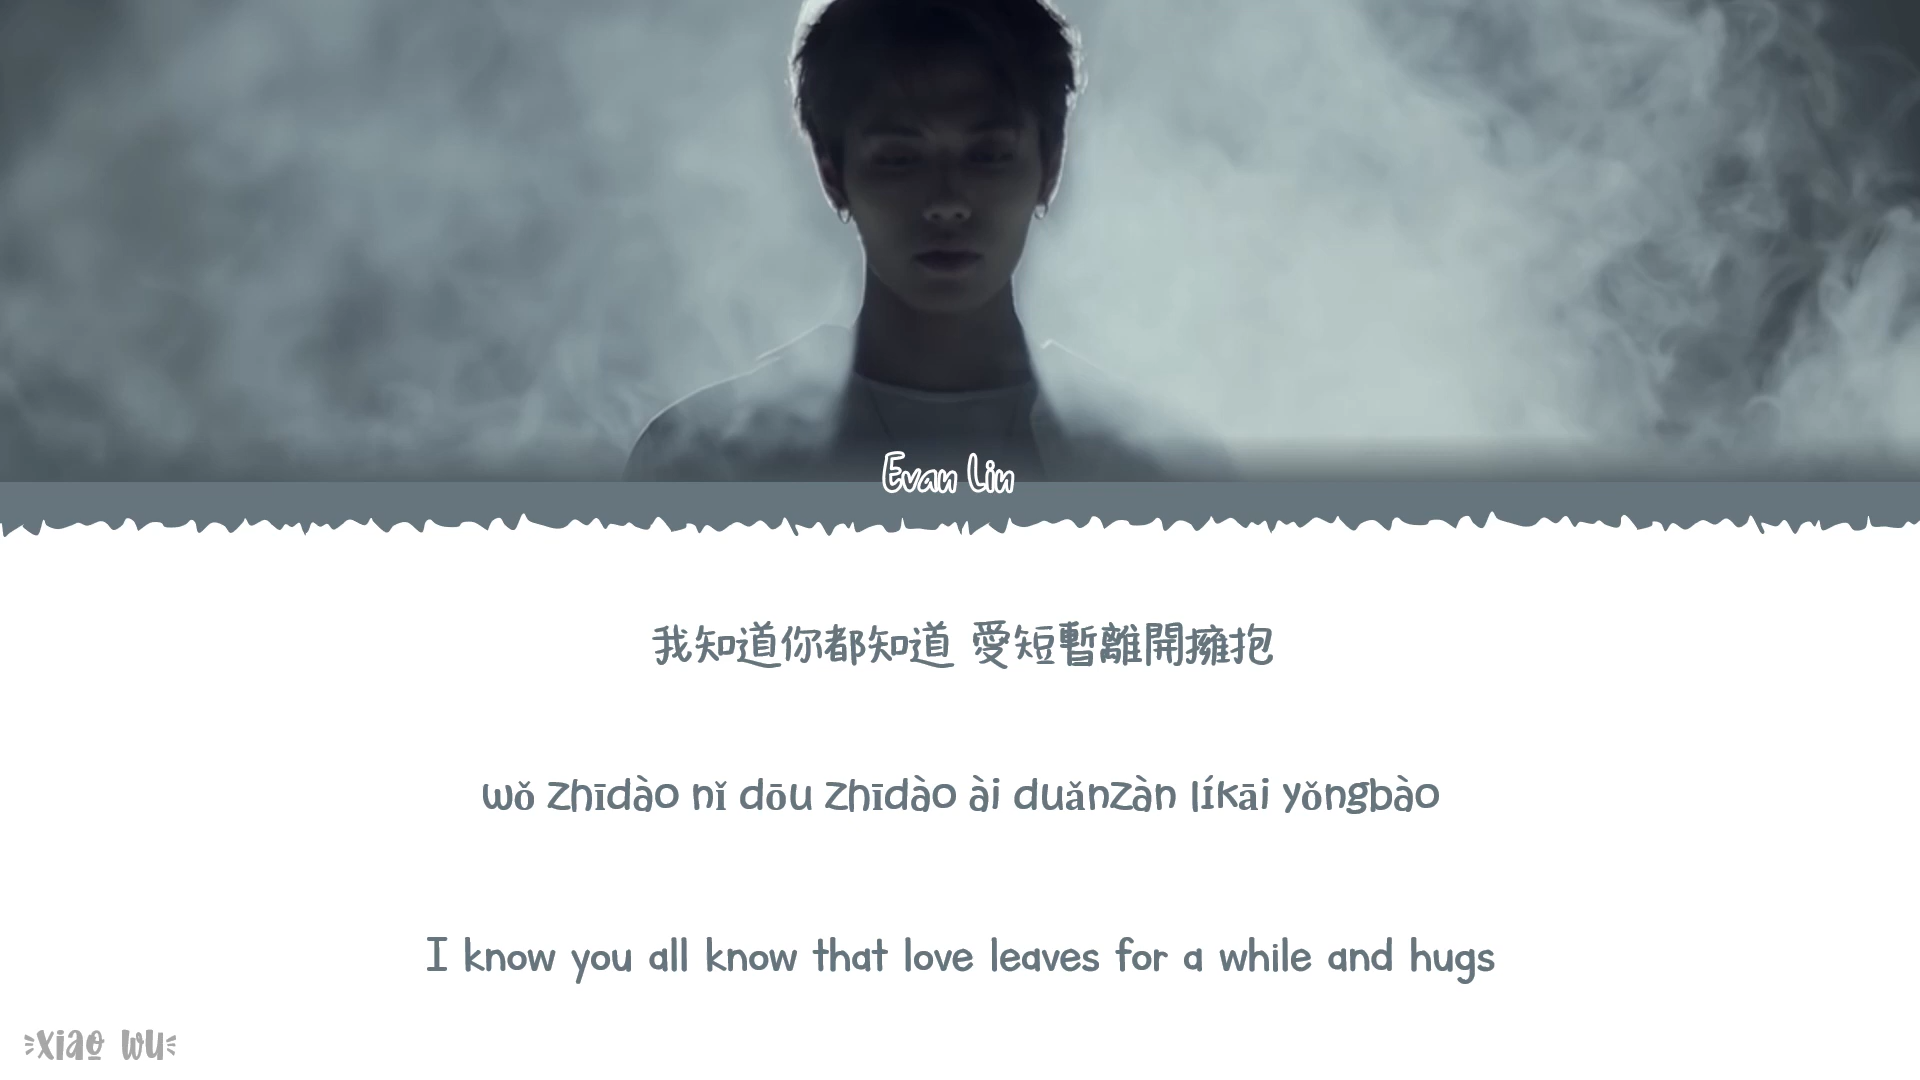 Evan Lin
我知道你都知道 愛短暫離開擁抱
wǒ zhīdào nǐ dōu zhīdào ài duǎnzàn líkāi yǒngbào
I know you all know that love leaves for a while and hugs
xiao wu